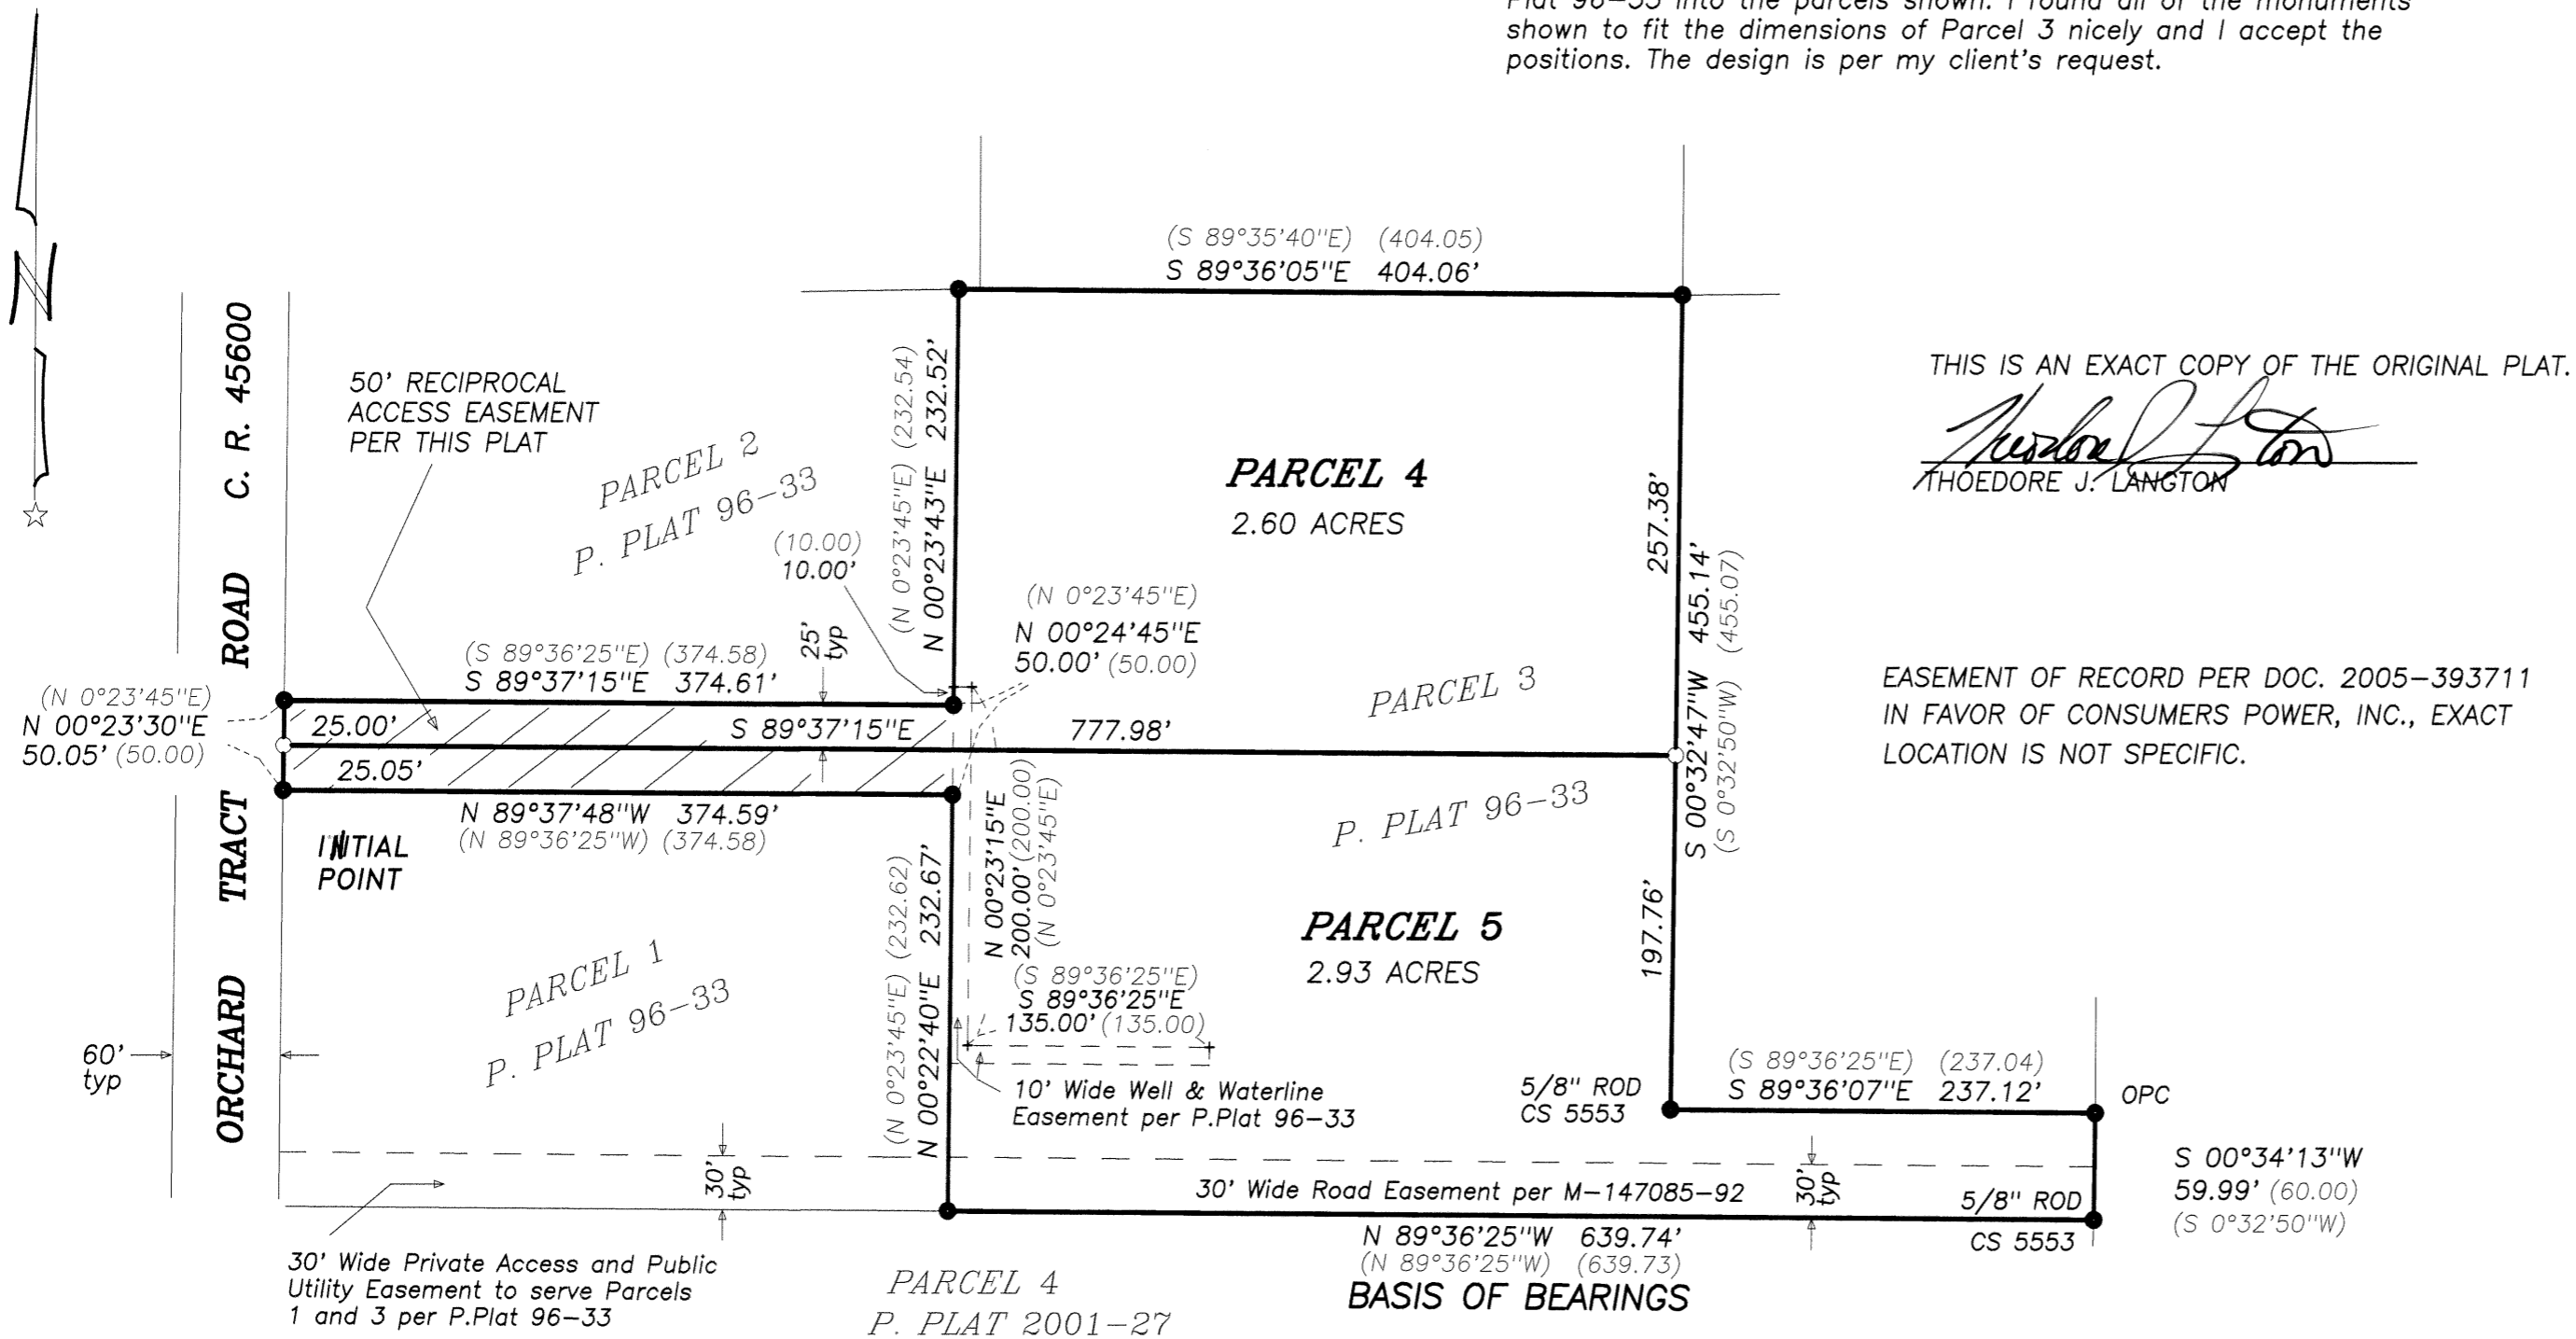 Plat 96-33 into the parcels shown. I found all of the monuments
shown to fit the dimensions of Parcel 3 nicely and I accept the
positions. The design is per my client's request.
N
(S 89°35'40"E) (404.05)
S 89°36'05"E 404.06'
ORCHARD TRACT ROAD C. R. 45600
50' RECIPROCAL
ACCESS EASEMENT
PER THIS PLAT
PARCEL 2
P. PLAT 96-33
(N 0°23'45"E) (232.54)
N 00°23'43"E 232.52'
PARCEL 4
2.60 ACRES
257.38'
THIS IS AN EXACT COPY OF THE ORIGINAL PLAT.
THOEDORE J. LANGTON
(10.00)
10.00'
(N 0°23'45"E)
N 00°24'45"E
50.00' (50.00)
25'
typ
(S 89°36'25"E) (374.58)
S 89°37'15"E 374.61'
S 00°32'47"W 455.14'
(S 0°32'50"W) (455.07)
PARCEL 3
P. PLAT 96-33
EASEMENT OF RECORD PER DOC. 2005-393711
IN FAVOR OF CONSUMERS POWER, INC., EXACT
LOCATION IS NOT SPECIFIC.
(N 0°23'45"E)
N 00°23'30"E
50.05' (50.00)
25.00'
S 89°37'15"E 777.98'
25.05'
N 89°37'48"W 374.59'
(N 89°36'25"W) (374.58)
INITIAL
POINT
N 00°23'15"E
200.00' (200.00)
(N 0°23'45"E)
(N 0°23'45"E) (232.62)
N 00°22'40"E 232.67'
PARCEL 5
2.93 ACRES
197.76'
PARCEL 1
P. PLAT 96-33
(S 89°36'25"E)
S 89°36'25"E
135.00' (135.00)
60'
typ
10' Wide Well & Waterline
Easement per P.Plat 96-33
5/8" ROD
CS 5553
(S 89°36'25"E) (237.04)
S 89°36'07"E 237.12'
OPC
S 00°34'13"W
59.99' (60.00)
(S 0°32'50"W)
30'
typ
30' Wide Road Easement per M-147085-92
30'
typ
5/8" ROD
CS 5553
N 89°36'25"W 639.74'
(N 89°36'25"W) (639.73)
BASIS OF BEARINGS
30' Wide Private Access and Public
Utility Easement to serve Parcels
1 and 3 per P.Plat 96-33
PARCEL 4
P. PLAT 2001-27